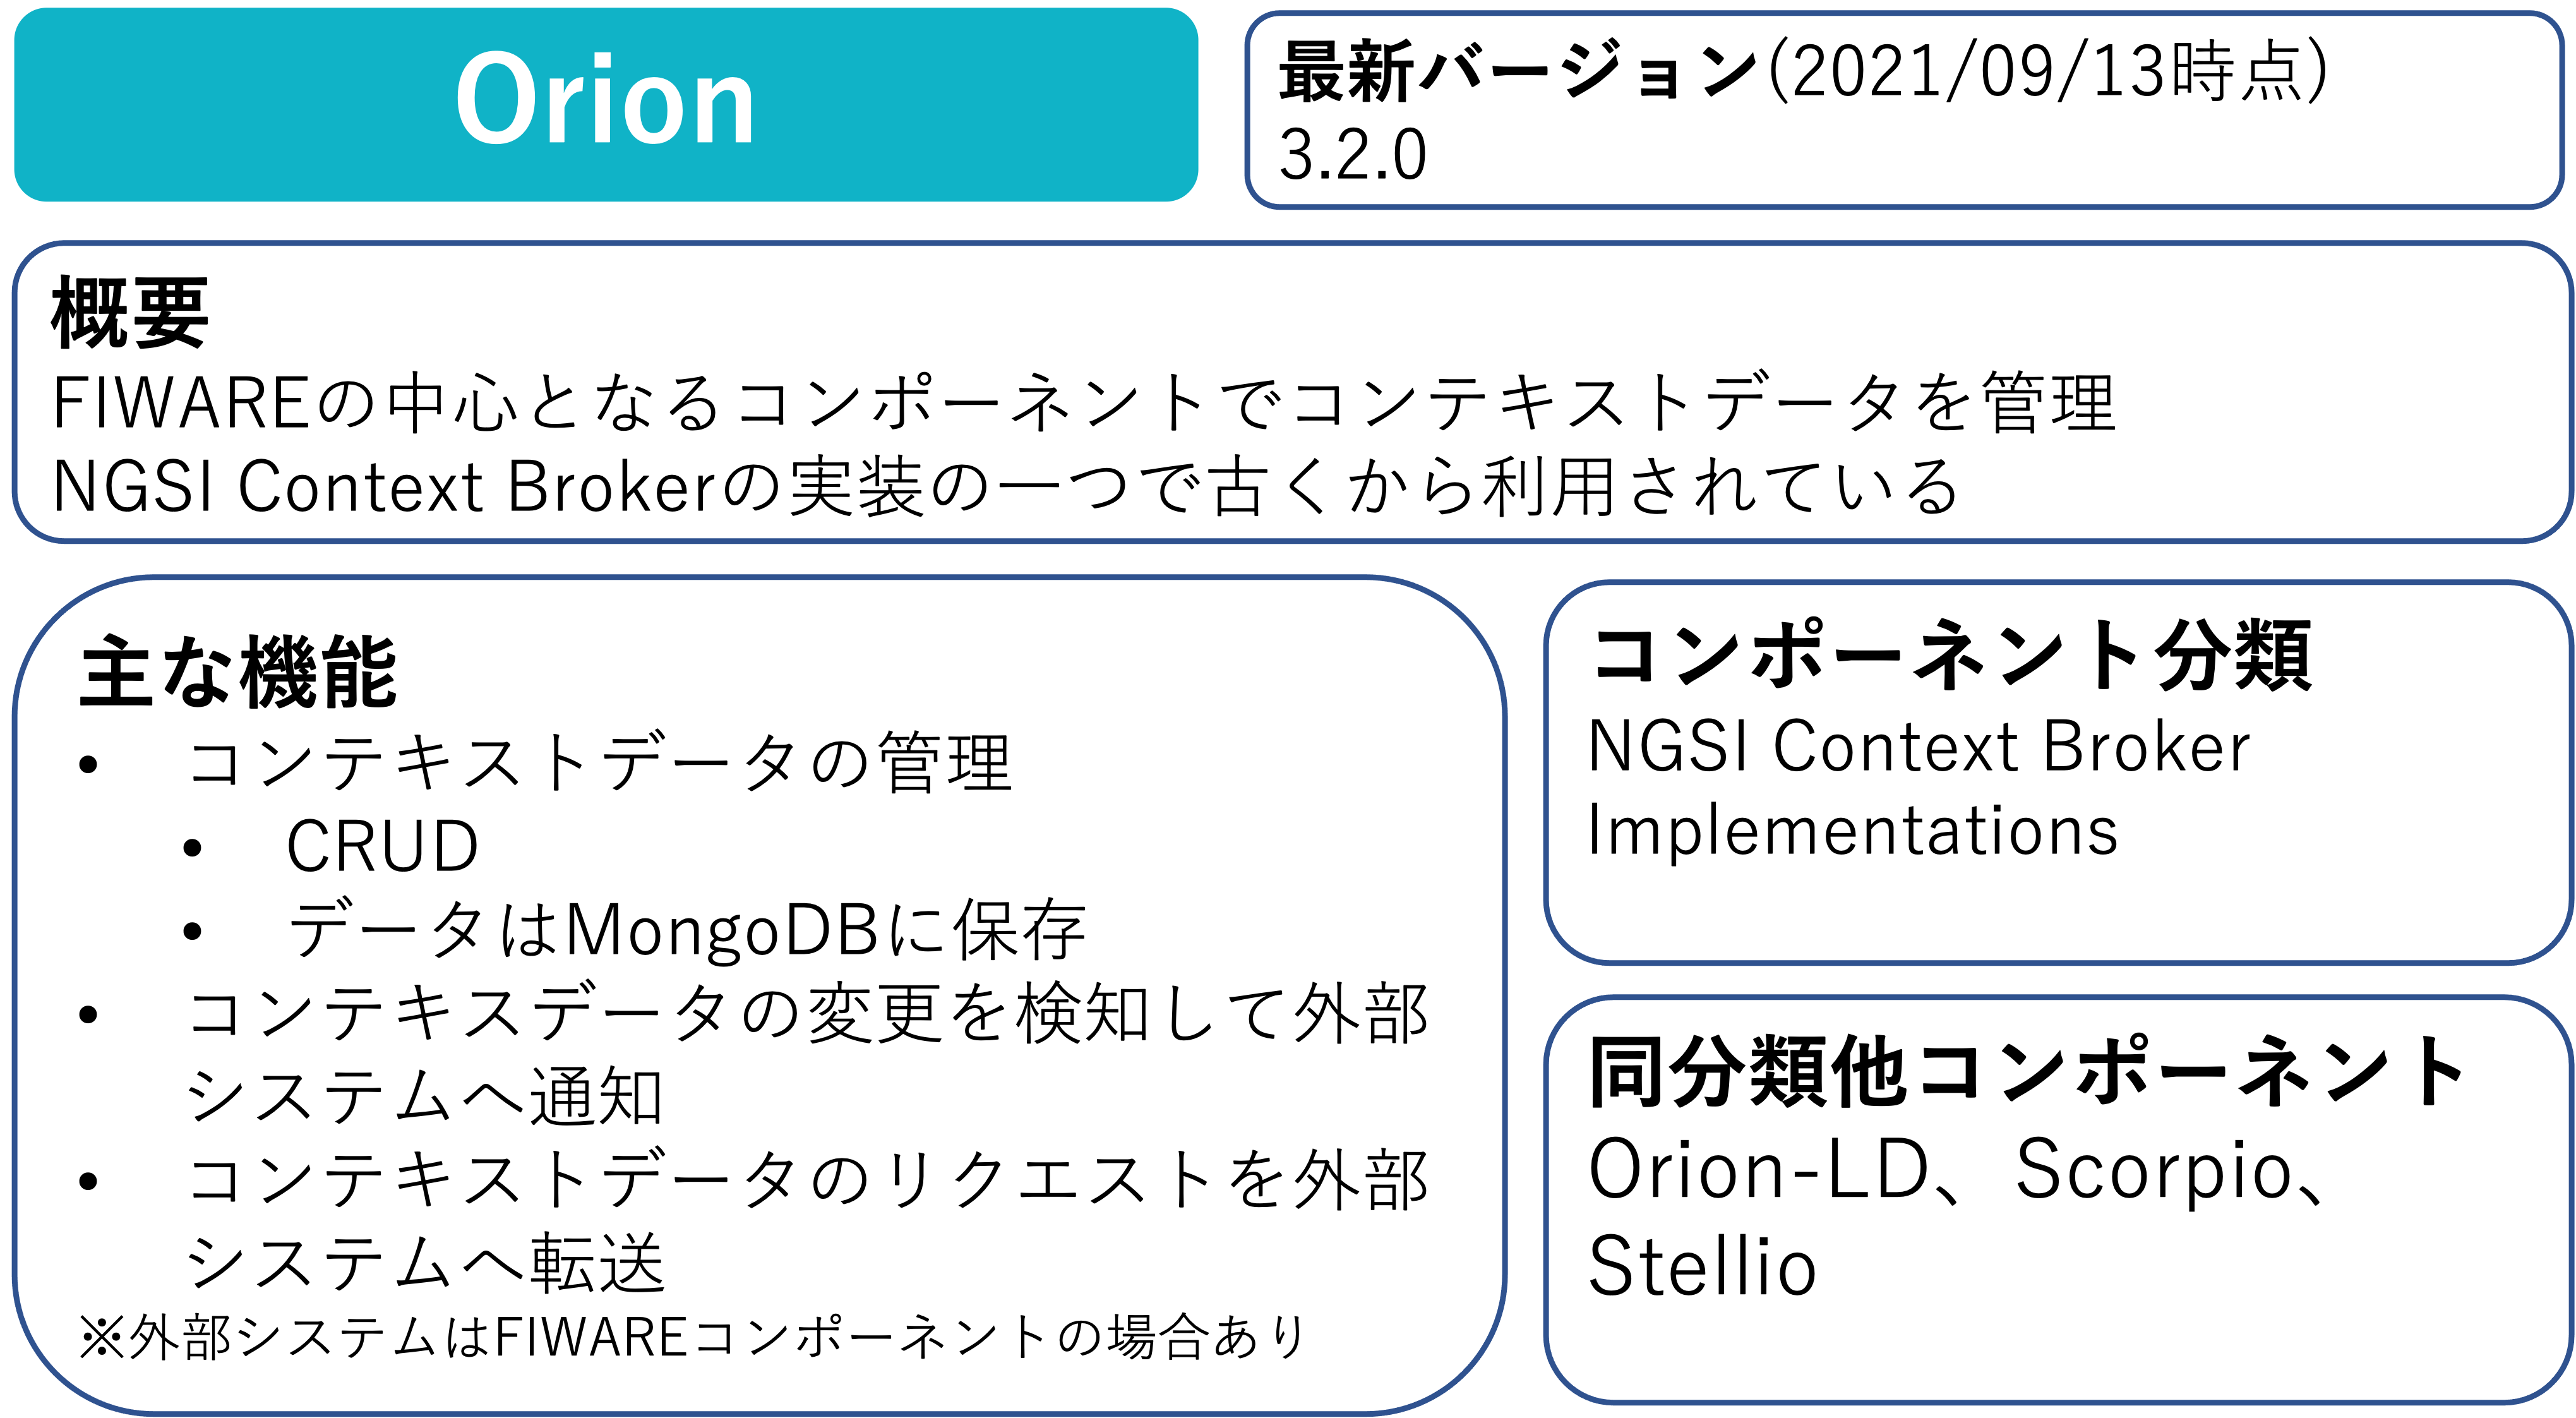 Orion
最新バージョン(2021/09/13時点)
3.2.0
概要
FIWAREの中心となるコンポーネントでコンテキストデータを管理
NGSI Context Brokerの実装の一つで古くから利用されている
主な機能
• コンテキストデータの管理
• CRUD
• データはMongoDBに保存
• コンテキスデータの変更を検知して外部
システムへ通知
• コンテキストデータのリクエストを外部
システムへ転送
※外部システムはFIWAREコンポーネントの場合あり
コンポーネント分類
NGSI Context Broker
Implementations
同分類他コンポーネント
Orion-LD、Scorpio、
Stellio